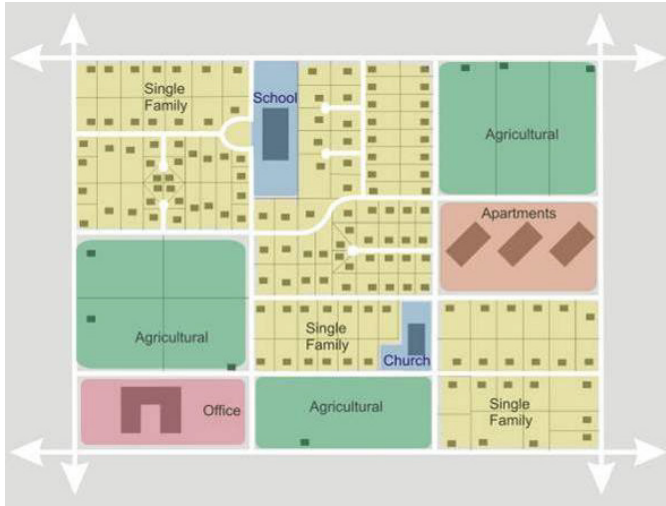 Single
Family
School
Agricultural
Apartments
Agricultural
Single
Family
Church
Office
Agricultural
Single
Family